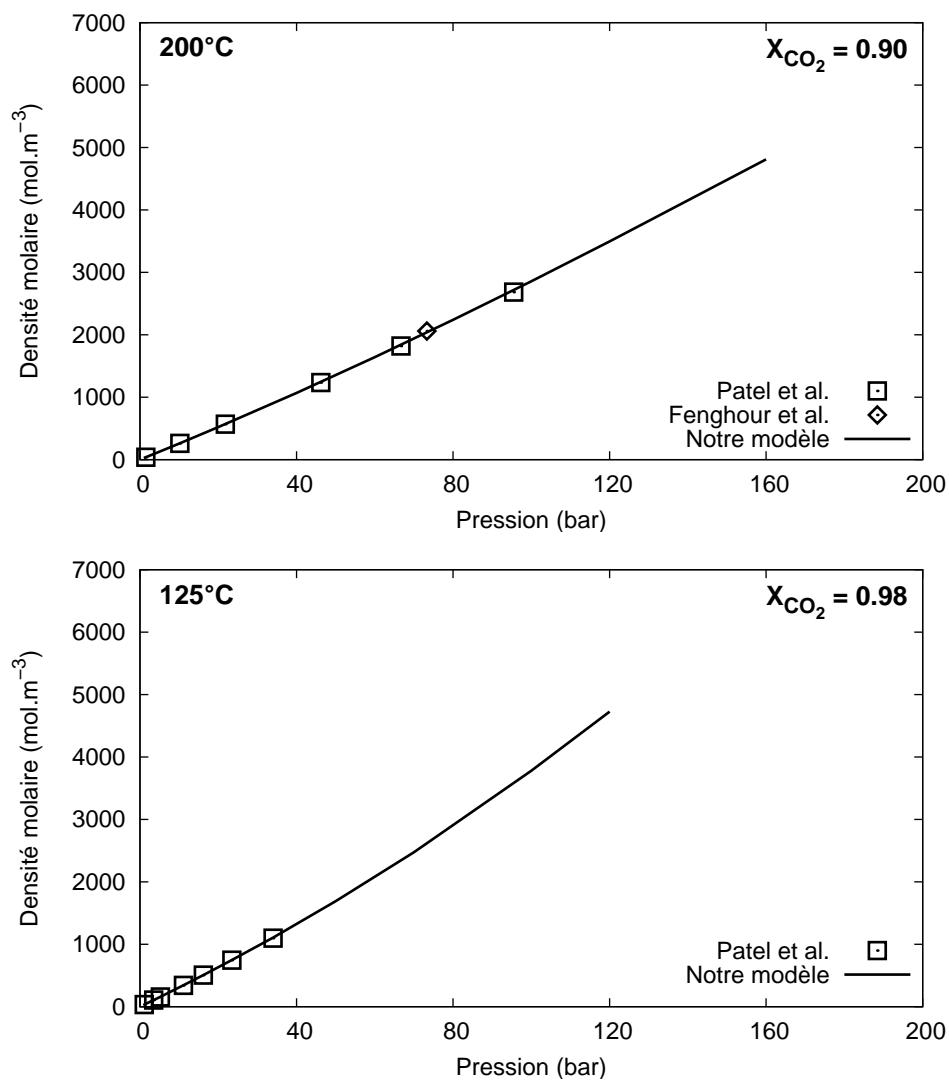 7000
200°C
X_CO₂ = 0.90
6000
5000
4000
3000
2000
1000
0
Densité molaire (mol.m⁻³)
Patel et al.
Fenghour et al.
Notre modèle
0 40 80 120 160 200
Pression (bar)
7000
125°C
X_CO₂ = 0.98
6000
5000
4000
3000
2000
1000
0
Densité molaire (mol.m⁻³)
Patel et al.
Notre modèle
0 40 80 120 160 200
Pression (bar)